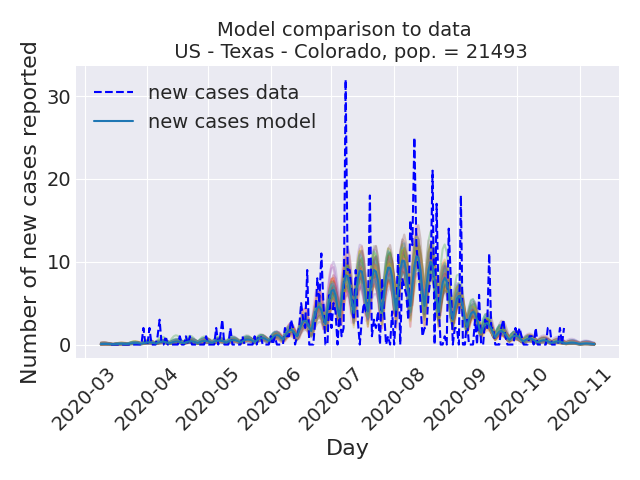 Model comparison to data
US - Texas - Colorado, pop. = 21493
Number of new cases reported
30
20
10
0
new cases data
new cases model
2020-03
2020-04
2020-05
2020-06
2020-07
2020-08
2020-09
2020-10
2020-11
Day